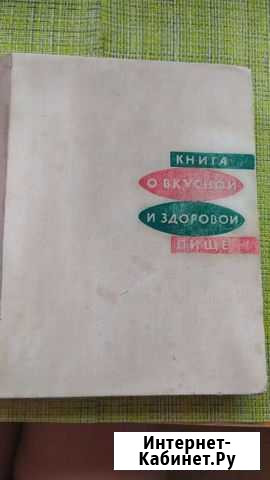 КНИГА
О ВКУСНОЙ
И ЗДОРОВОЙ
ПИЩЕ
Интернет-
Кабинет.Ру